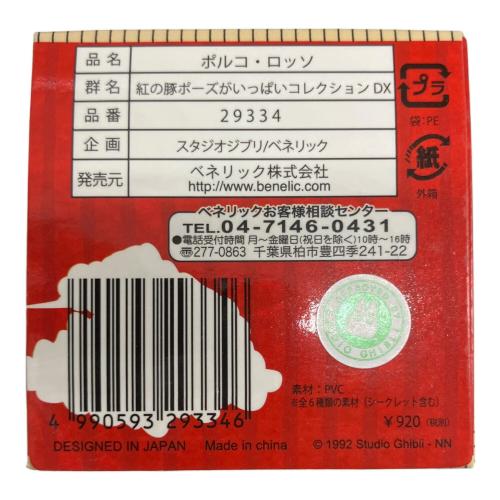 品名 ポルコ・ロッソ
群名 紅の豚ポーズがいっぱいコレクションDX
品番 29334
企画 スタジオジブリ/ベネリック
発売元 ベネリック株式会社
http://www.benelic.com
プラ
袋:PE
紙
外箱
ベネリックお客様相談センター
TEL.04-7146-0431
●電話受付時間 月～金曜日(祝日を除く)10時～16時
〒277-0863 千葉県柏市豊四季241-22
APPROVED BY
STUDIO GHIBLI
素材:PVC
※全6種類の素材(シークレット含む)
¥920(税別)
4 990593 293346
DESIGNED IN JAPAN Made in china © 1992 Studio Ghibli - NN